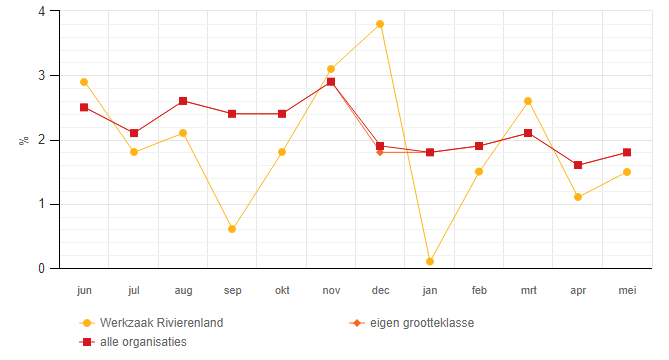 4
3
2
1
0
%
jun jul aug sep okt nov dec jan feb mrt apr mei
Werkzaak Rivierenland eigen grootteklasse
alle organisaties